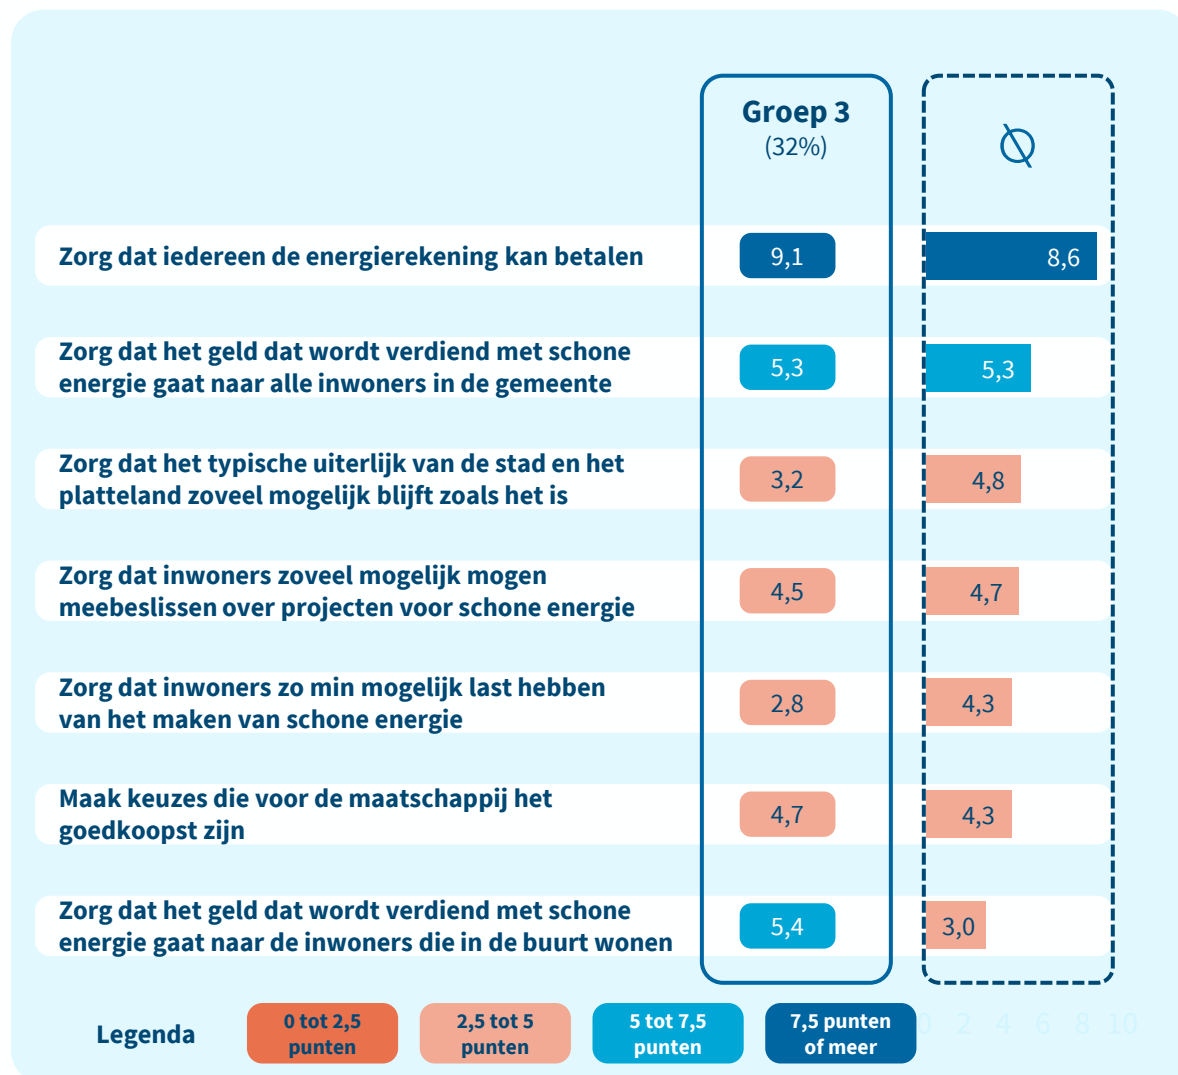 Groep 3
(32%)
Ø
Zorg dat iedereen de energierekening kan betalen
9,1
8,6
Zorg dat het geld dat wordt verdiend met schone
energie gaat naar alle inwoners in de gemeente
5,3
5,3
Zorg dat het typische uiterlijk van de stad en het
platteland zoveel mogelijk blijft zoals het is
3,2
4,8
Zorg dat inwoners zoveel mogelijk mogen
meebeslissen over projecten voor schone energie
4,5
4,7
Zorg dat inwoners zo min mogelijk last hebben
van het maken van schone energie
2,8
4,3
Maak keuzes die voor de maatschappij het
goedkoopst zijn
4,7
4,3
Zorg dat het geld dat wordt verdiend met schone
energie gaat naar de inwoners die in de buurt wonen
5,4
3,0
Legenda
0 tot 2,5
punten
2,5 tot 5
punten
5 tot 7,5
punten
7,5 punten
of meer
0 2 4 6 8 10